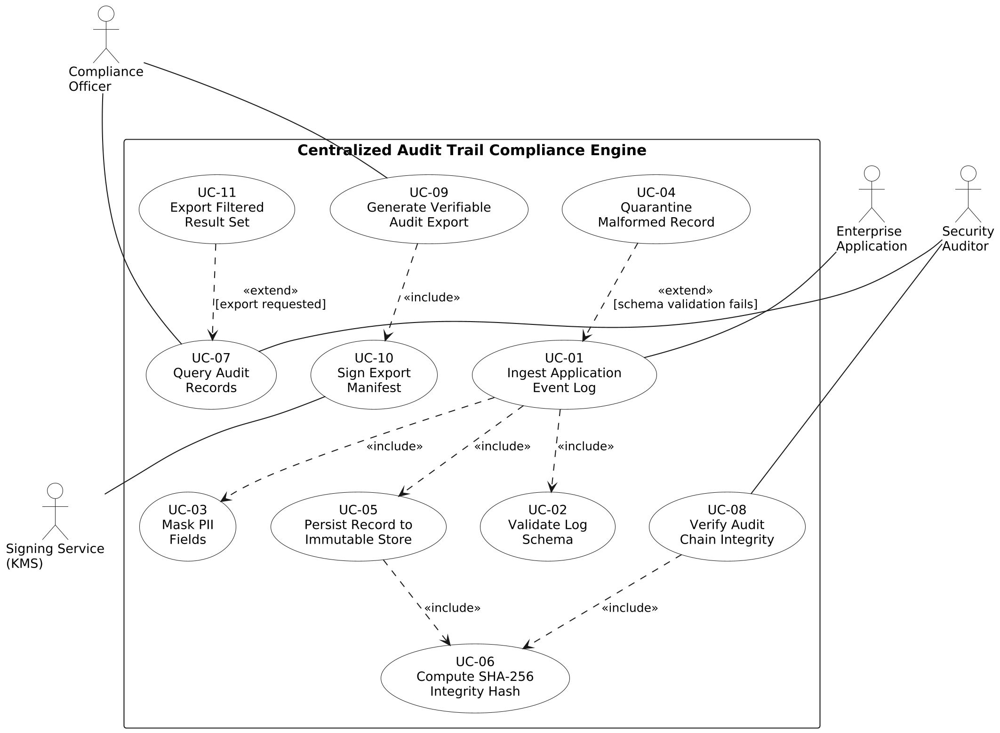 Compliance
Officer
Centralized Audit Trail Compliance Engine
UC-11
Export Filtered
Result Set
UC-09
Generate Verifiable
Audit Export
UC-04
Quarantine
Malformed Record
Enterprise
Application
Security
Auditor
«extend»
[export requested]
«include»
«extend»
[schema validation fails]
UC-07
Query Audit
Records
UC-10
Sign Export
Manifest
UC-01
Ingest Application
Event Log
«include»
«include»
«include»
Signing Service
(KMS)
UC-03
Mask PII
Fields
UC-05
Persist Record to
Immutable Store
UC-02
Validate Log
Schema
UC-08
Verify Audit
Chain Integrity
«include»
«include»
UC-06
Compute SHA-256
Integrity Hash